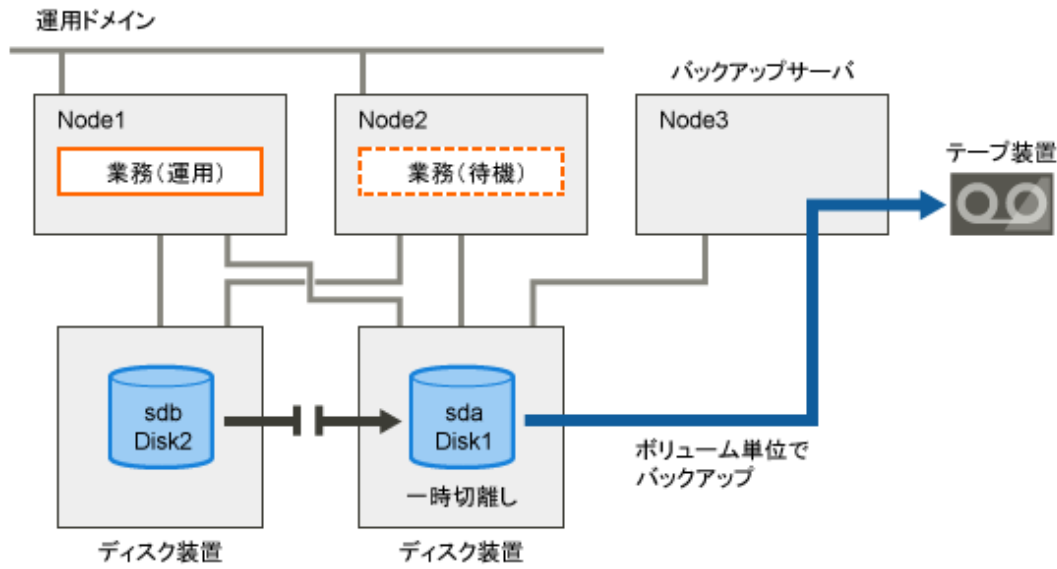 運用ドメイン
バックアップサーバ
Node1
Node2
Node3
業務(運用)
業務(待機)
テープ装置
sdb
Disk2
sda
Disk1
一時切離し
ボリューム単位で
バックアップ
ディスク装置
ディスク装置